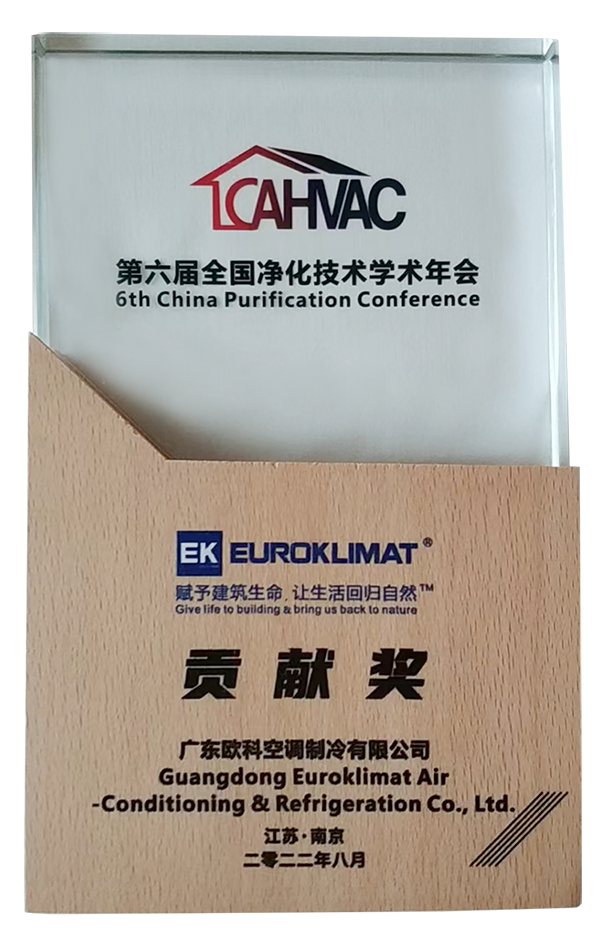 CAHVAC
第六届全国净化技术学术年会
6th China Purification Conference
EK EUROKLIMAT®
赋予建筑生命,让生活回归自然™
Give life to building & bring us back to nature
贡献奖
广东欧科空调制冷有限公司
Guangdong Euroklimat Air
-Conditioning & Refrigeration Co., Ltd.
江苏·南京
二零二二年八月